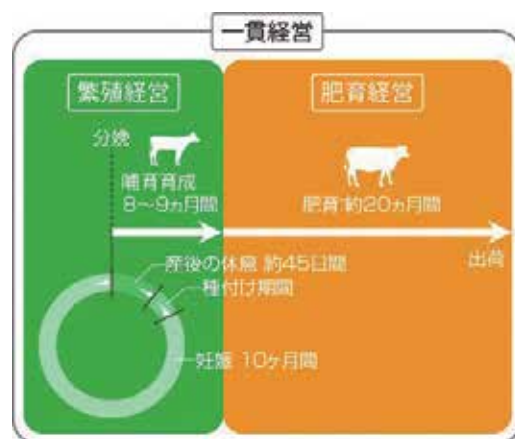 一貫経営
繁殖経営
肥育経営
分娩
哺育育成
8〜9ヵ月間
肥育:約20ヵ月間
出荷
産後の休息 約45日間
種付け期間
妊娠 10ヶ月間